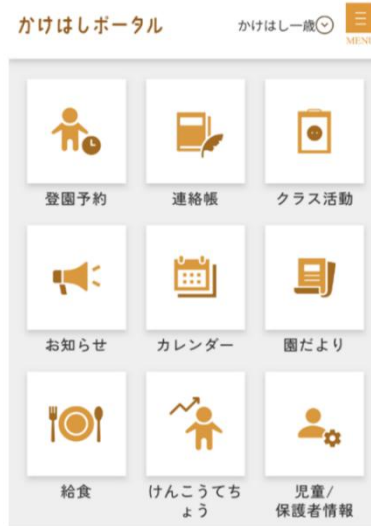 かけはしポータル
かけはし一歳
MENU
登園予約
連絡帳
クラス活動
お知らせ
カレンダー
園だより
給食
けんこうてち
ょう
児童/
保護者情報